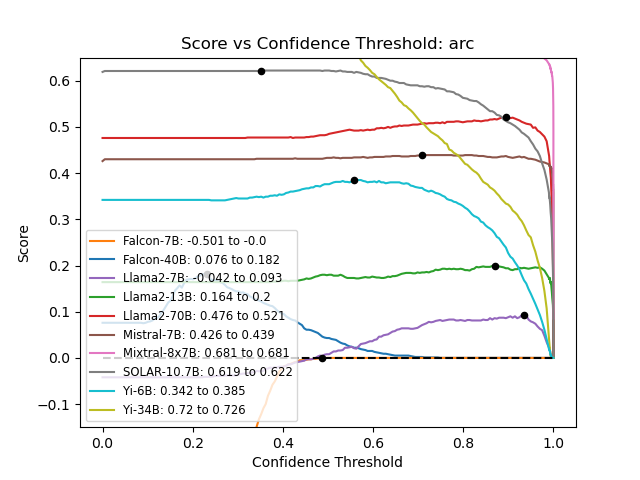 Score vs Confidence Threshold: arc
0.6
0.5
0.4
0.3
0.2
0.1
0.0
−0.1
Score
Falcon-7B: -0.501 to -0.0
Falcon-40B: 0.076 to 0.182
Llama2-7B: -0.042 to 0.093
Llama2-13B: 0.164 to 0.2
Llama2-70B: 0.476 to 0.521
Mistral-7B: 0.426 to 0.439
Mixtral-8x7B: 0.681 to 0.681
SOLAR-10.7B: 0.619 to 0.622
Yi-6B: 0.342 to 0.385
Yi-34B: 0.72 to 0.726
0.0 0.2 0.4 0.6 0.8 1.0
Confidence Threshold